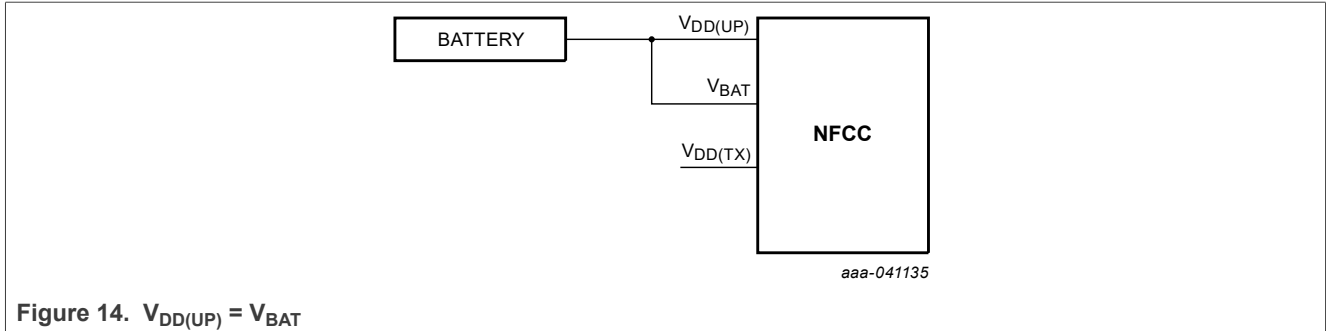 BATTERY
VDD(UP)
VBAT
VDD(TX)
NFCC
aaa-041135
Figure 14. VDD(UP) = VBAT